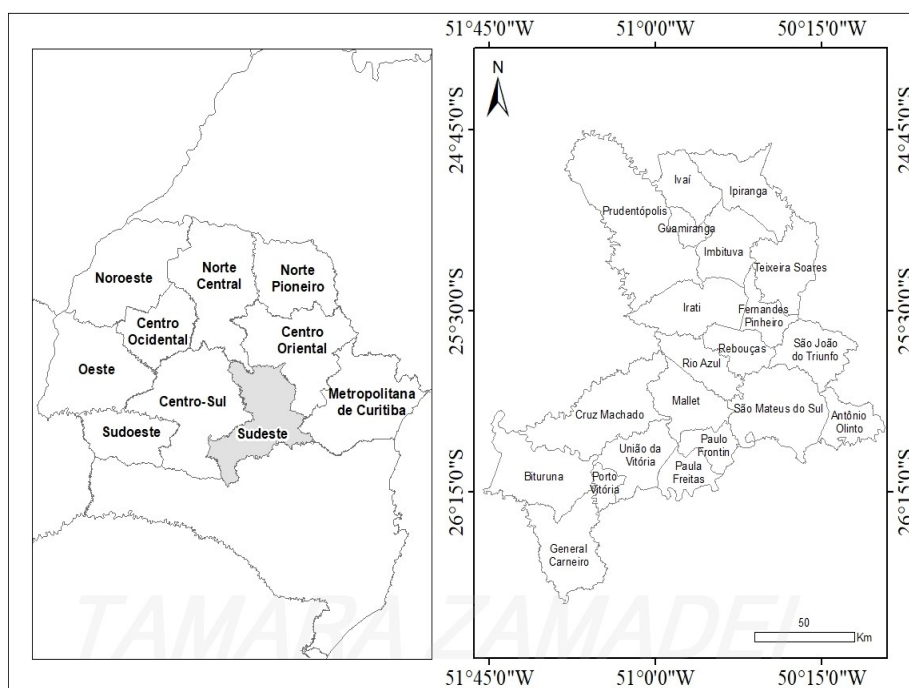 Noroeste
Norte
Central
Norte
Pioneiro
Centro
Ocidental
Centro
Oriental
Oeste
Centro-Sul
Metropolitana
de Curitiba
Sudoeste
Sudeste
51°45'0"W
51°0'0"W
50°15'0"W
N
24°45'0"S
24°45'0"S
25°30'0"S
25°30'0"S
26°15'0"S
26°15'0"S
Ivaí
Ipiranga
Prudentópolis
Guamiranga
Imbituva
Teixeira Soares
Irati
Fernandes
Pinheiro
Rebouças
São João
do Triunfo
Rio Azul
Mallet
São Mateus do Sul
Antônio
Olinto
Cruz Machado
União da
Vitória
Paulo
Frontin
Paula
Freitas
Bituruna
Porto
Vitória
General
Carneiro
50
Km
51°45'0"W
51°0'0"W
50°15'0"W
TAMARA ZAMADEI